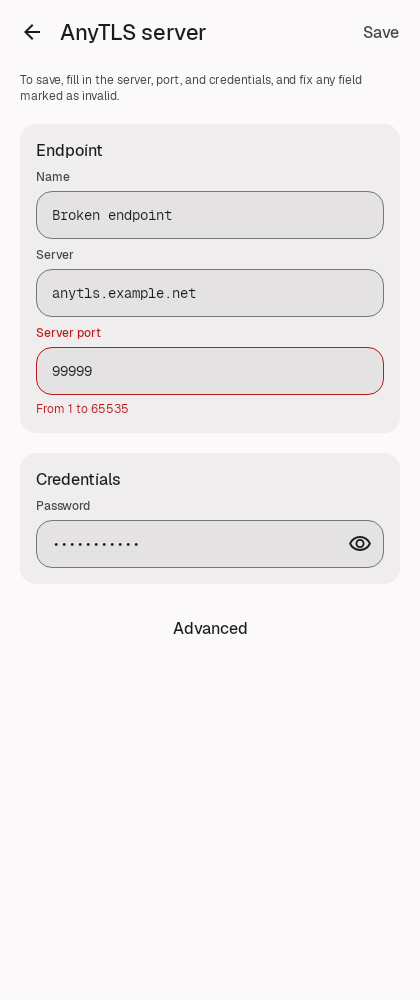 AnyTLS server
Save
To save, fill in the server, port, and credentials, and fix any field
marked as invalid.
Endpoint
Name
Broken endpoint
Server
anytls.example.net
Server port
99999
From 1 to 65535
Credentials
Password
•••••••••••
Advanced